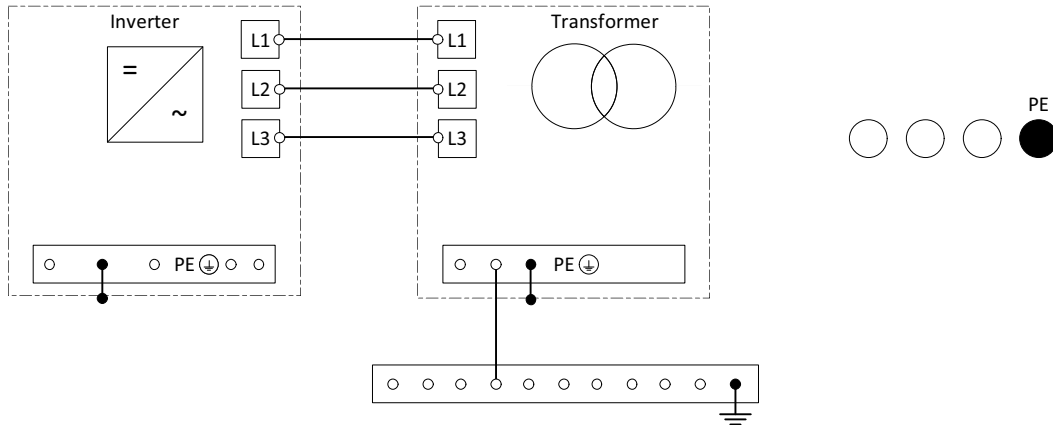 Inverter
Transformer
L1
L1
=
L2
L2
~
L3
L3
PE
PE
PE